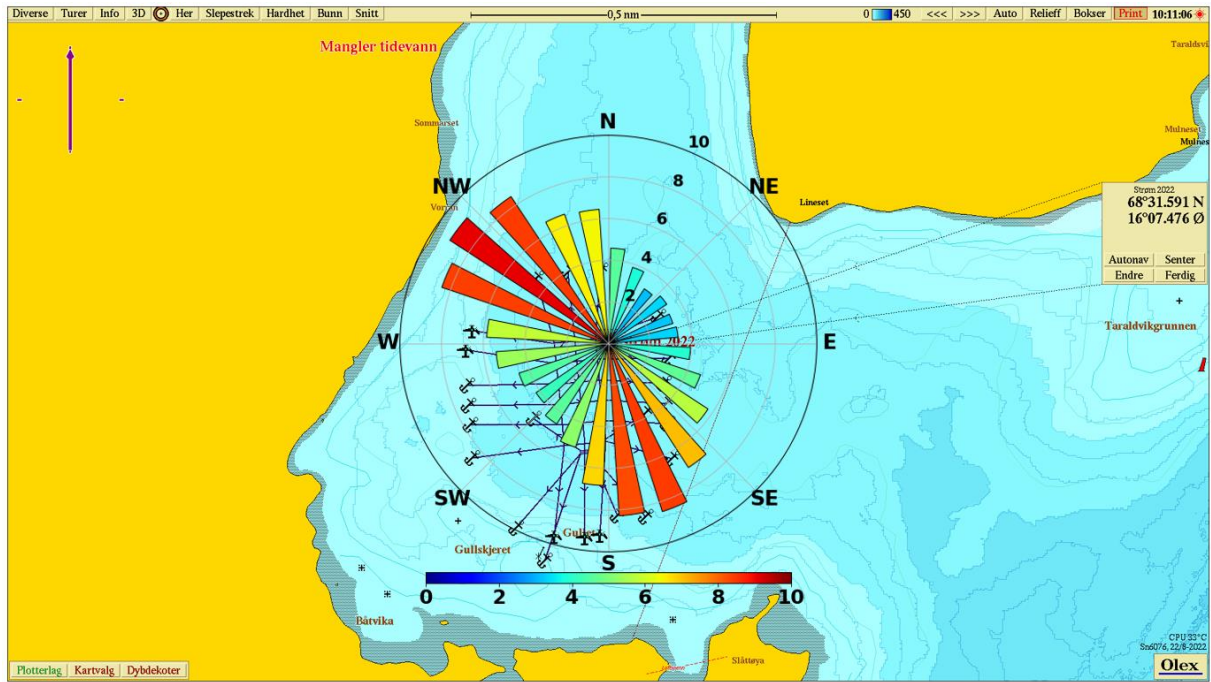 Diverse Turer Info 3D Her Slepestrek Hardhet Bunn Snitt 0,5 nm 0 450 <<< >>> Auto Relieff Bokser Print 10:11:06
Mangler tidevann
Sommarset
Mulneset
N
10
8
NW
NE
Strøm 2022
68°31.591 N
16°07.476 Ø
Lineset
6
4
Autonav Senter
Endre Ferdig
2
Taraldvikgrunnen
W
2022
E
SW
SE
Gullskjeret
S
0 2 4 6 8 10
Båtvika
CPU 33°C
Sn6076, 22/8-2022
Slåttøya
Plotterlag Kartvalg Dybdekoter
Olex